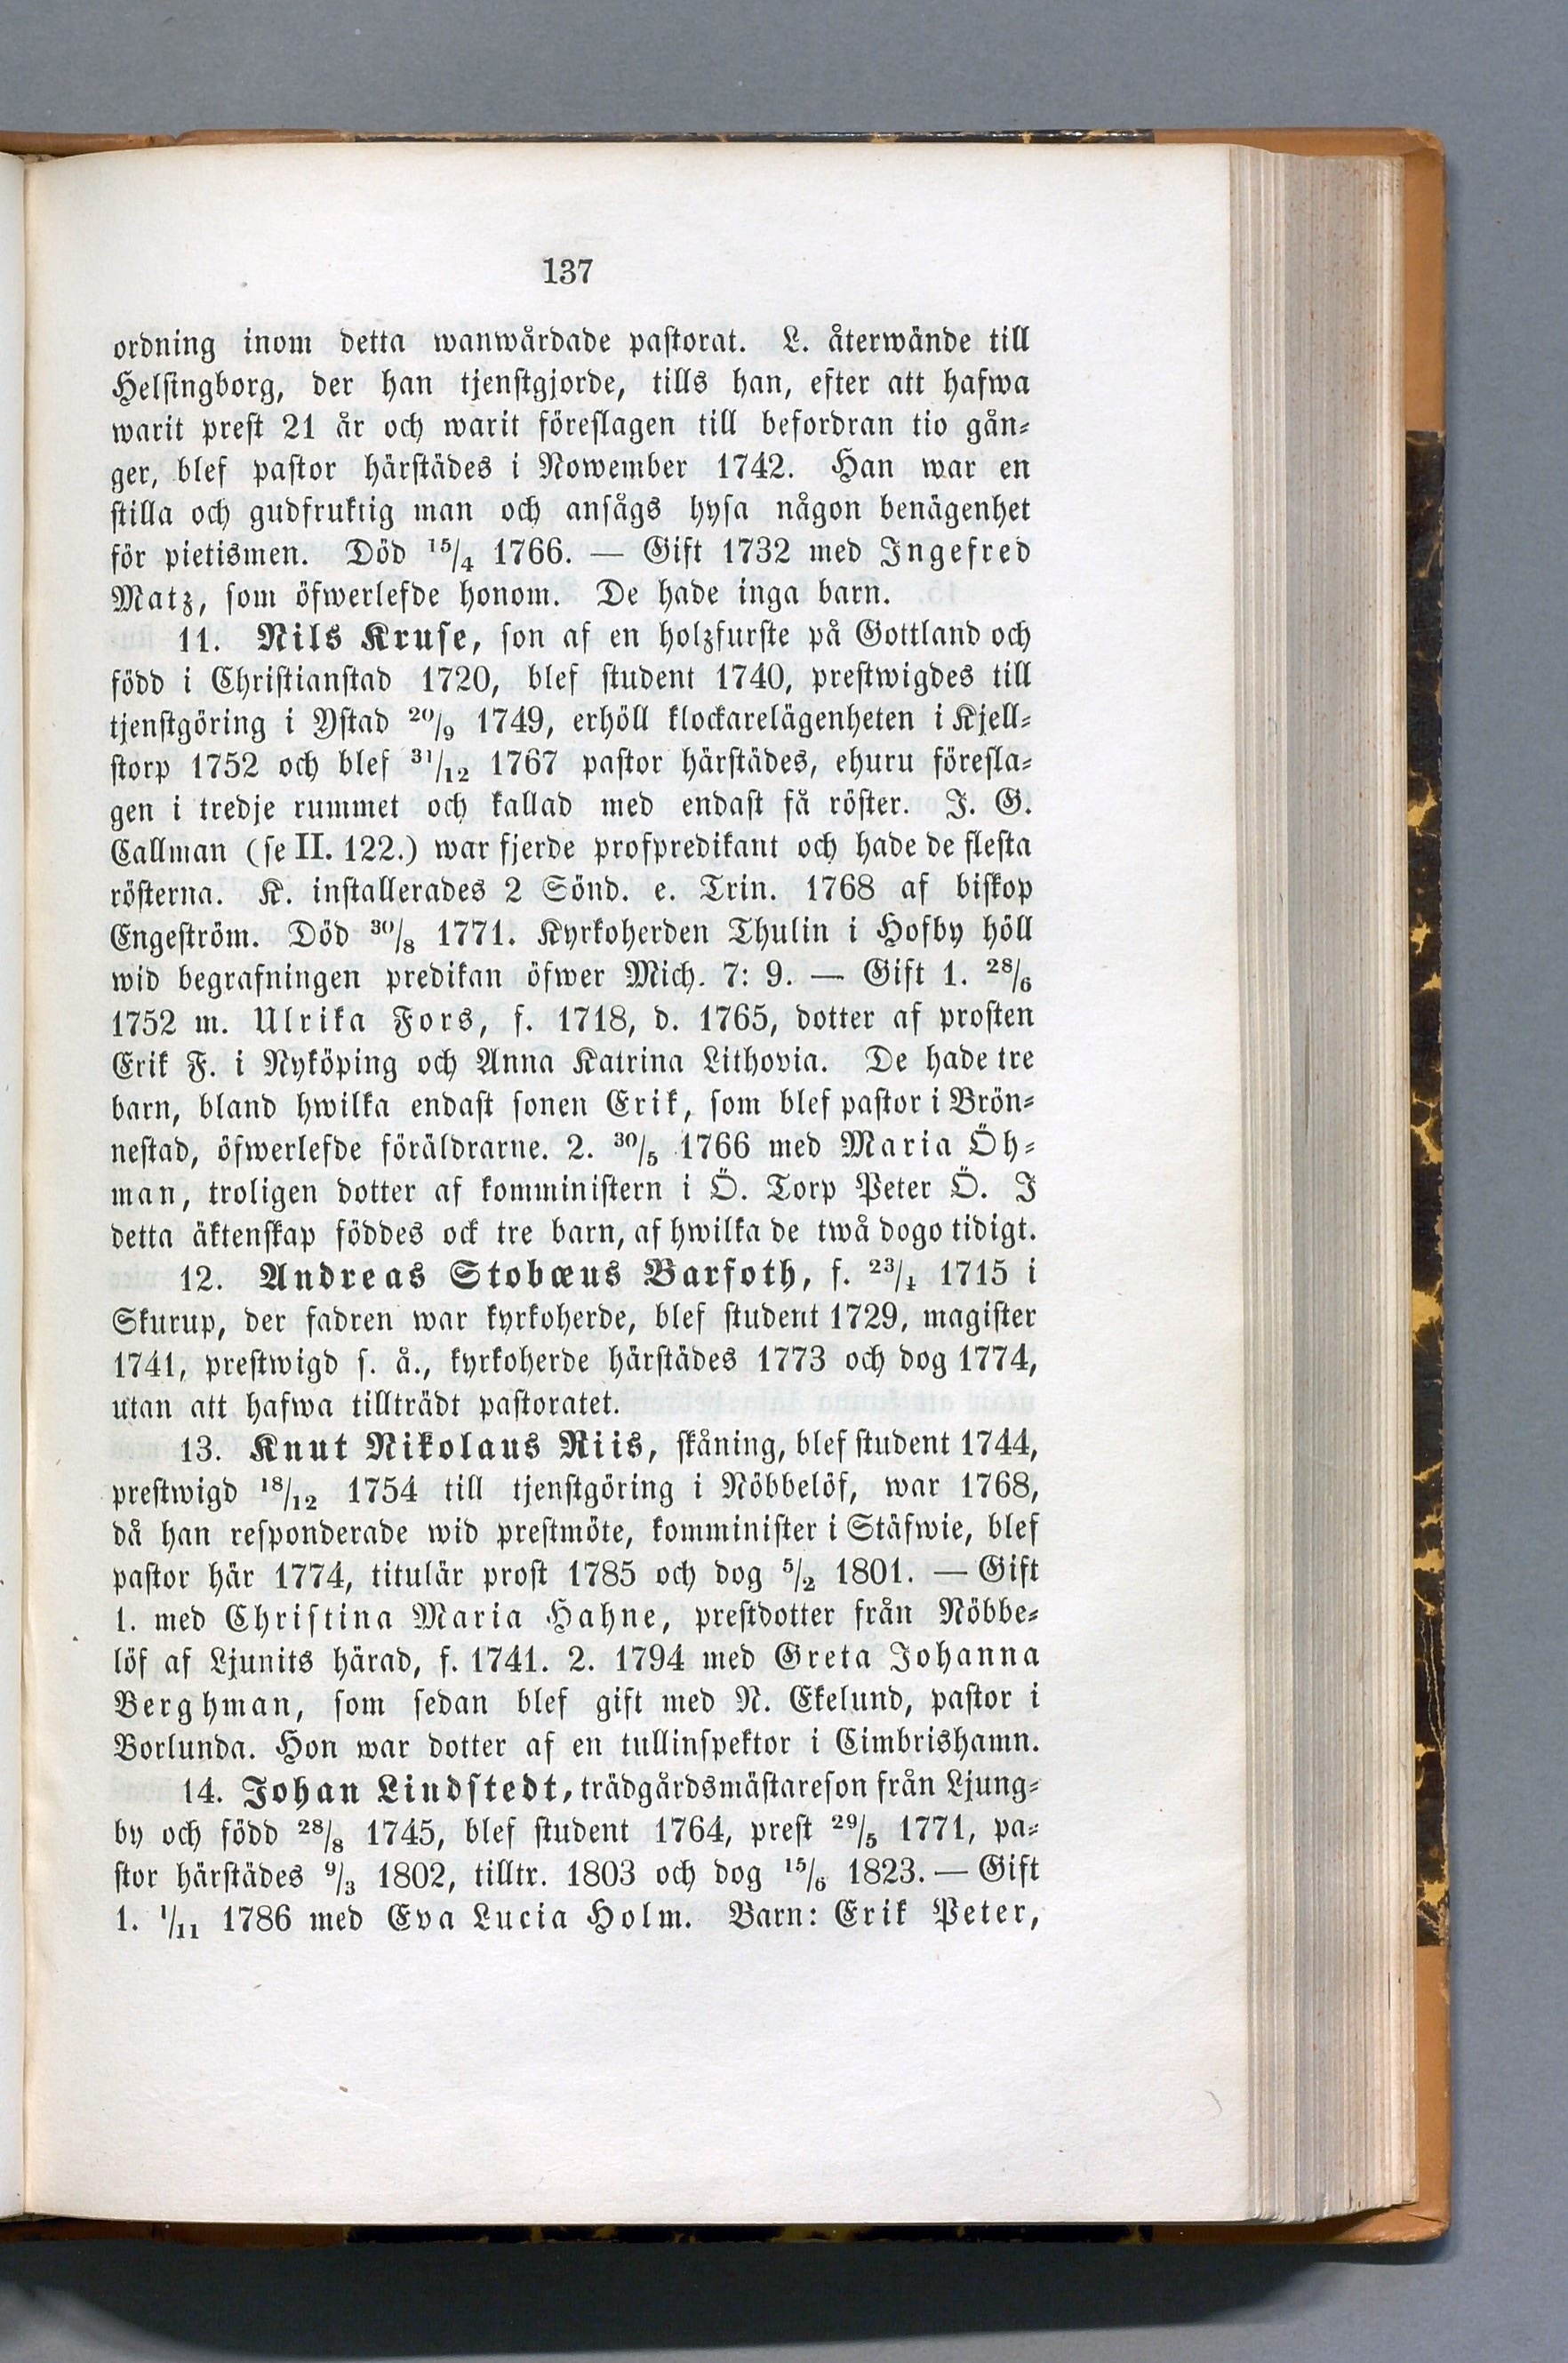 137
ordning inom detta wanwårdade pastorat. L. återwände till
Helsingborg, der han tjenstgjorde, tills han, efter att hafwa
warit prest 21 år och warit föreslagen till befordran tio gån-
ger, blef pastor härstädes i Nowember 1742. Han war en
stilla och gudfruktig man och ansågs hysa någon benägenhet
för pietismen. Död 15/4 1766. — Gift 1732 med Ingefred
Matz, som öfwerlefde honom. De hade inga barn.
11. Nils Kruse, son af en holzfurste på Gottland och
född i Christianstad 1720, blef student 1740, prestwigdes till
tjenstgöring i Ystad 20/9 1749, erhöll klockarelägenheten i Kjell-
storp 1752 och blef 31/12 1767 pastor härstädes, ehuru föresla-
gen i tredje rummet och kallad med endast få röster. J. G.
Callman (se II. 122.) war fjerde profpredikant och hade de flesta
rösterna. K. installerades 2 Sönd. e. Trin. 1768 af biskop
Engeström. Död 30/8 1771. Kyrkoherden Thulin i Hofby höll
wid begrafningen predikan öfwer Mich. 7: 9. — Gift 1. 28/6
1752 m. Ulrika Fors, f. 1718, d. 1765, dotter af prosten
Erik F. i Nyköping och Anna Katrina Lithovia. De hade tre
barn, bland hwilka endast sonen Erik, som blef pastor i Brön-
nestad, öfwerlefde föräldrarne. 2. 30/5 1766 med Maria Öh-
man, troligen dotter af komministern i Ö. Torp Peter Ö. I
detta äktenskap föddes ock tre barn, af hwilka de twå dogo tidigt.
12. Andreas Stobæus Barfoth, f. 23/4 1715 i
Skurup, der fadren war kyrkoherde, blef student 1729, magister
1741, prestwigd s. å., kyrkoherde härstädes 1773 och dog 1774,
utan att hafwa tillträdt pastoratet.
13. Knut Nikolaus Riis, skåning, blef student 1744,
prestwigd 18/12 1754 till tjenstgöring i Nöbbelöf, war 1768,
då han responderade wid prestmöte, komminister i Stäfwie, blef
pastor här 1774, titulär prost 1785 och dog 5/2 1801. — Gift
1. med Christina Maria Hahne, prestdotter från Nöbbe-
löf af Ljunits härad, f. 1741. 2. 1794 med Greta Johanna
Berghman, som sedan blef gift med N. Ekelund, pastor i
Borlunda. Hon war dotter af en tullinspektor i Cimbrishamn.
14. Johan Lindstedt, trädgårdsmästareson från Ljung-
by och född 28/8 1745, blef student 1764, prest 29/5 1771, pa-
stor härstädes 9/3 1802, tilltr. 1803 och dog 15/6 1823. — Gift
1. 1/11 1786 med Eva Lucia Holm. Barn: Erik Peter,